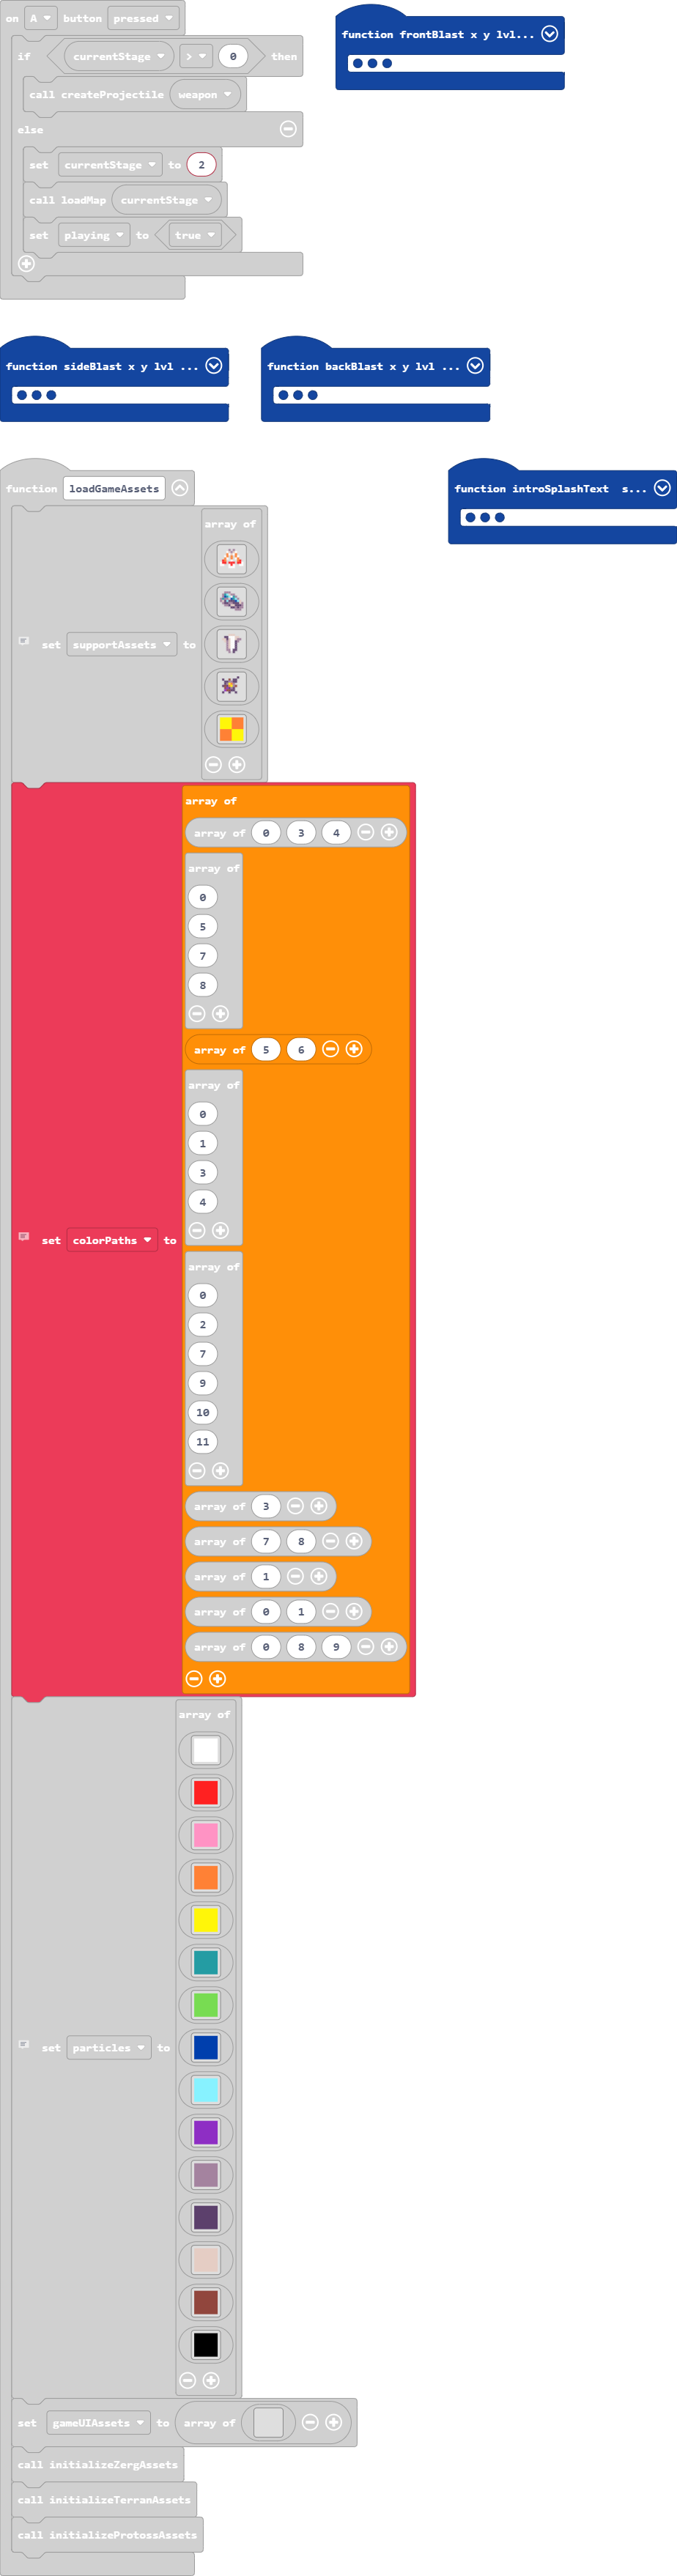 on A button pressed
function frontBlast x y lvl...
if currentStage > 0 then
call createProjectile weapon
else
set currentStage to 2
call loadMap currentStage
set playing to true
function sideBlast x y lvl ...
function backBlast x y lvl ...
function loadGameAssets
function introSplashText s...
array of
set supportAssets to
array of
array of 0 3 4
array of
0
5
7
8
array of 5 6
array of
0
1
3
4
set colorPaths to
array of
0
2
7
9
10
11
array of 3
array of 7 8
array of 1
array of 0 1
array of 0 8 9
array of
set particles to
set gameUIAssets to array of
call initializeZergAssets
call initializeTerranAssets
call initializeProtossAssets